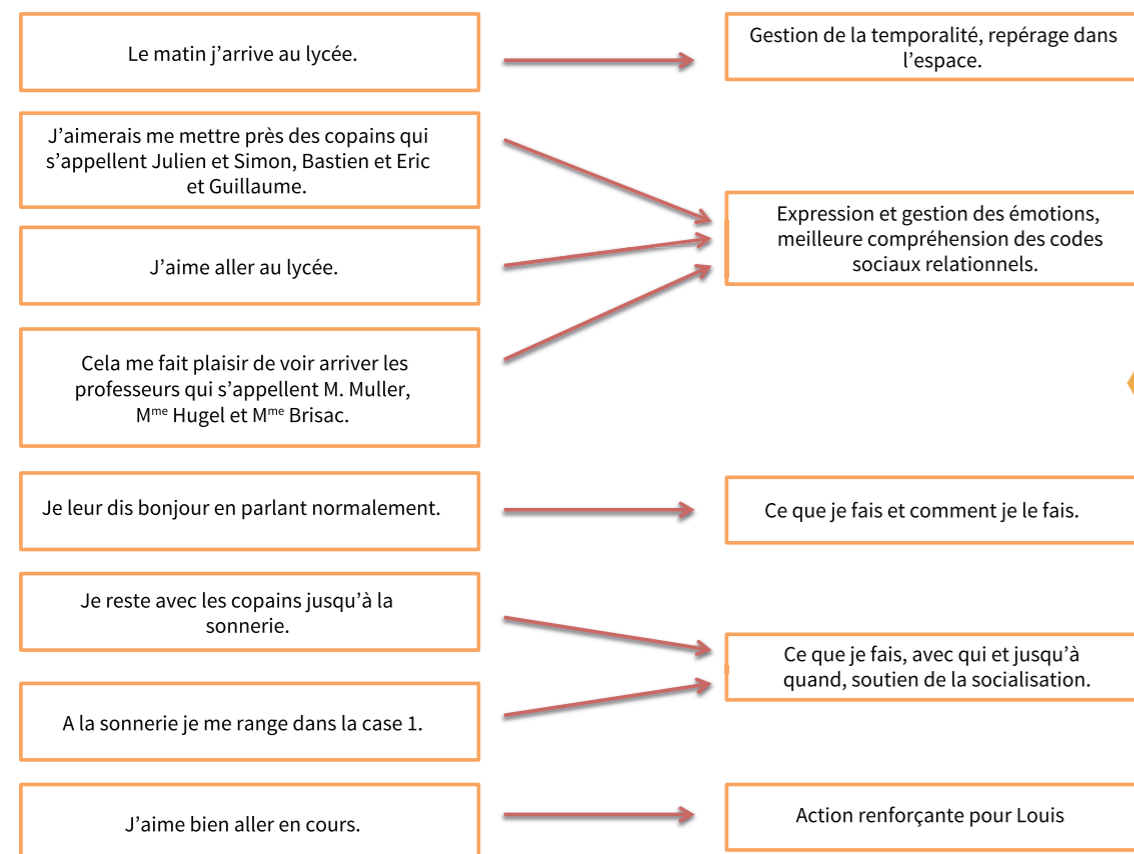 Le matin j’arrive au lycée.
Gestion de la temporalité, repérage dans
l’espace.
J’aimerais me mettre près des copains qui
s’appellent Julien et Simon, Bastien et Eric
et Guillaume.
J’aime aller au lycée.
Cela me fait plaisir de voir arriver les
professeurs qui s’appellent M. Muller,
Mme Hugel et Mme Brisac.
Expression et gestion des émotions,
meilleure compréhension des codes
sociaux relationnels.
Je leur dis bonjour en parlant normalement.
Ce que je fais et comment je le fais.
Je reste avec les copains jusqu’à la
sonnerie.
A la sonnerie je me range dans la case 1.
Ce que je fais, avec qui et jusqu’à
quand, soutien de la socialisation.
J’aime bien aller en cours.
Action renforçante pour Louis